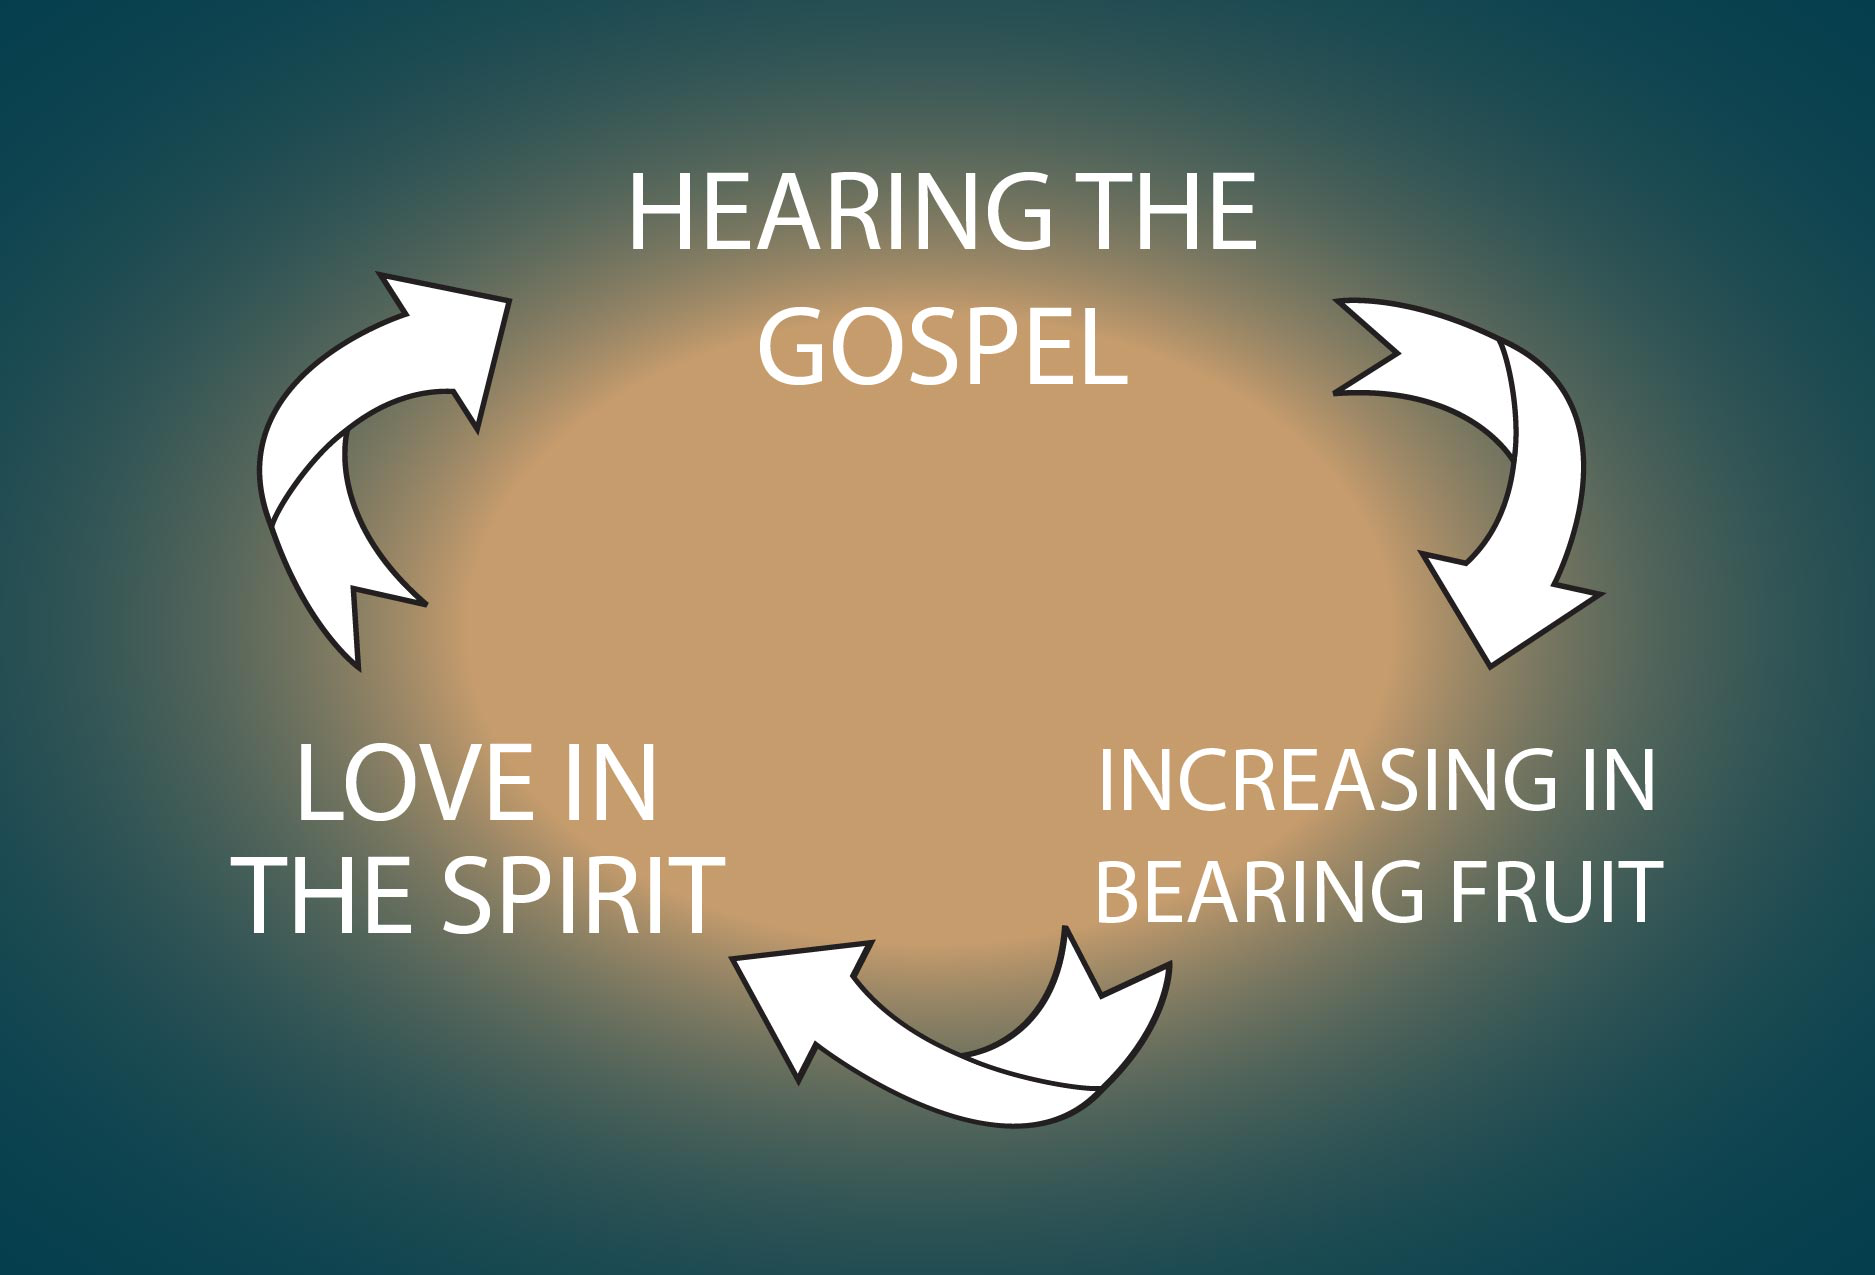 HEARING THE
GOSPEL
LOVE IN
THE SPIRIT
INCREASING IN
BEARING FRUIT